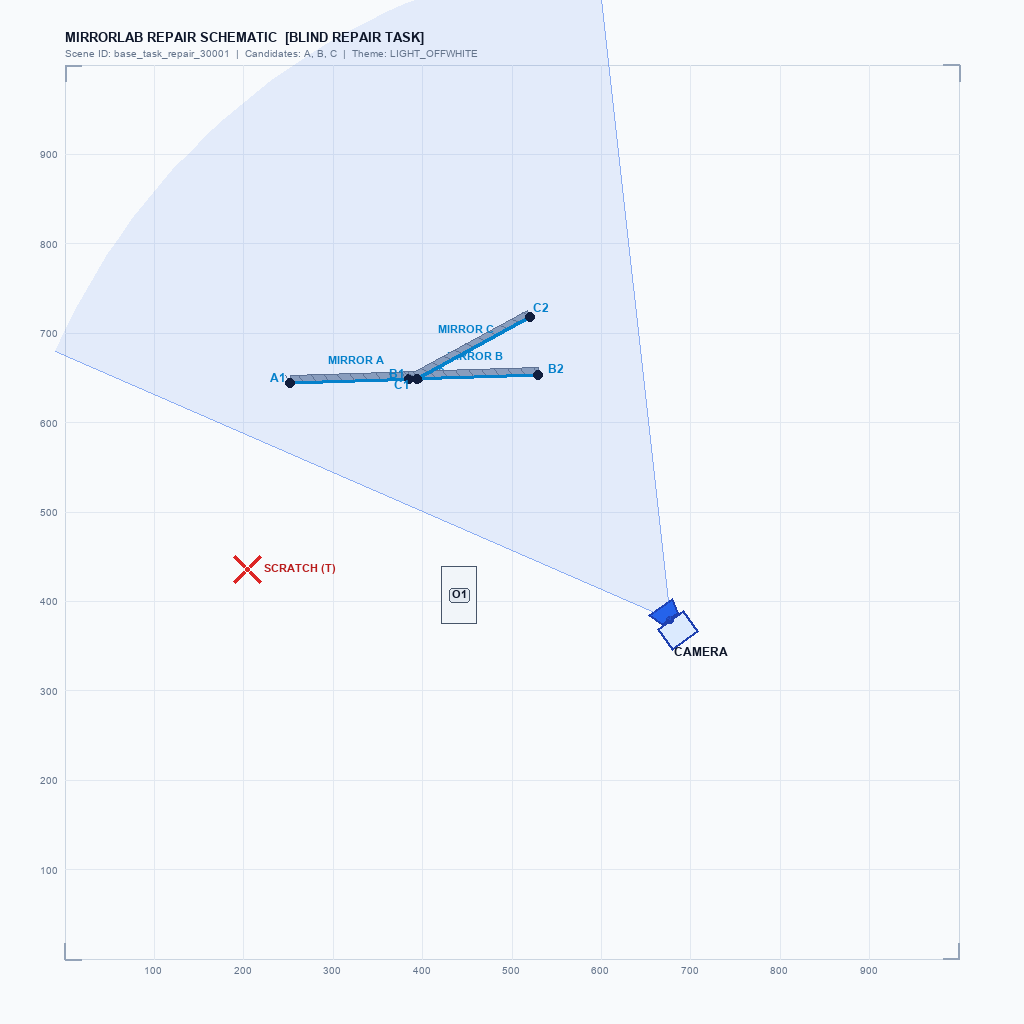 MIRRORLAB REPAIR SCHEMATIC [BLIND REPAIR TASK]
Scene ID: base_task_repair_30001 | Candidates: A, B, C | Theme: LIGHT_OFFWHITE
900
800
700
600
500
400
300
200
100
C2
MIRROR C
MIRROR A
RROR B
A1
B1
B2
C1
SCRATCH (T)
O1
CAMERA
100
200
300
400
500
600
700
800
900